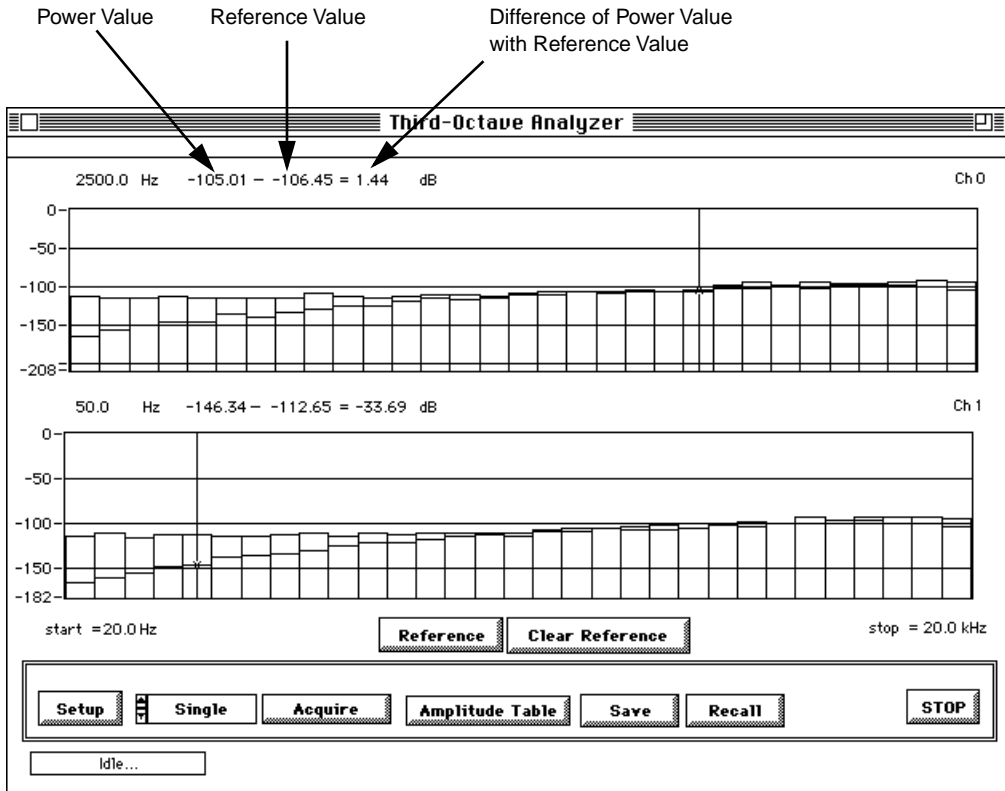 Power Value
Reference Value
Difference of Power Value
with Reference Value
Third-Octave Analyzer
2500.0 Hz -105.01 - -106.45 = 1.44 dB
Ch 0
0
-50
-100
-150
-208
50.0 Hz -146.34 - -112.65 = -33.69 dB
Ch 1
0
-50
-100
-150
-182
start =20.0 Hz
Reference
Clear Reference
stop = 20.0 kHz
Setup
Single
Acquire
Amplitude Table
Save
Recall
STOP
Idle...